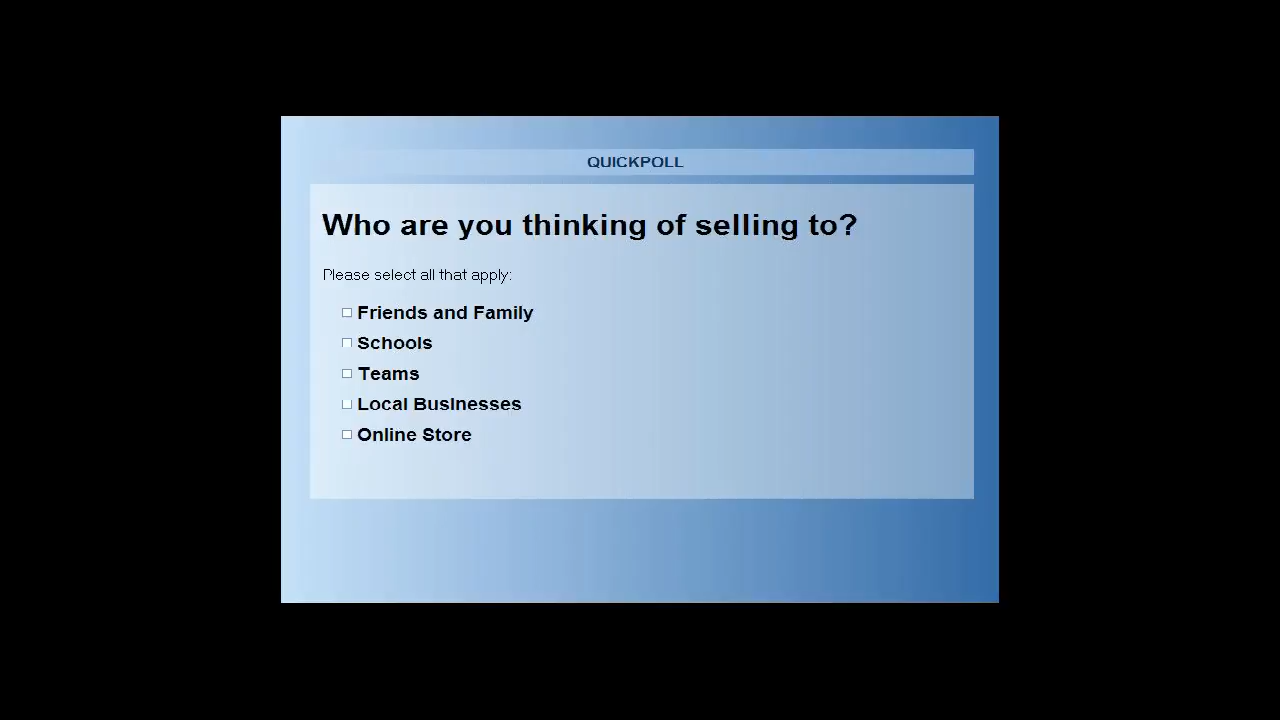 QUICKPOLL
Who are you thinking of selling to?
Please select all that apply:
Friends and Family
Schools
Teams
Local Businesses
Online Store